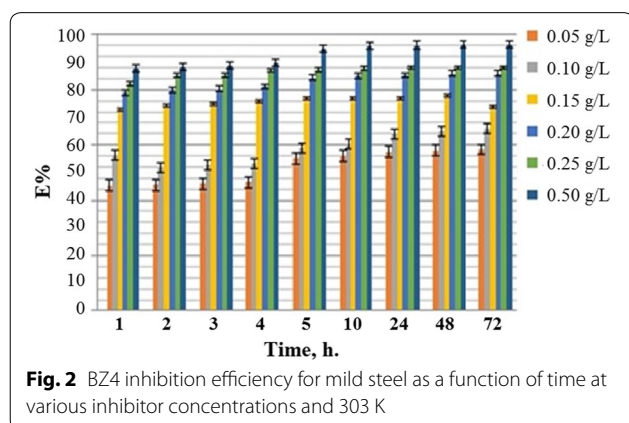 100
90
80
70
60
50
40
30
20
10
0
E%
1 2 3 4 5 10 24 48 72
Time, h.
0.05 g/L
0.10 g/L
0.15 g/L
0.20 g/L
0.25 g/L
0.50 g/L
Fig. 2 BZ4 inhibition efficiency for mild steel as a function of time at
various inhibitor concentrations and 303 K